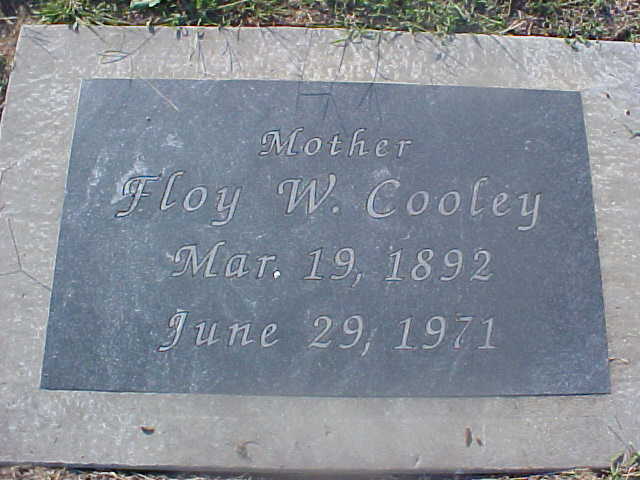 Mother
Floy W. Cooley
Mar. 19, 1892
June 29, 1971